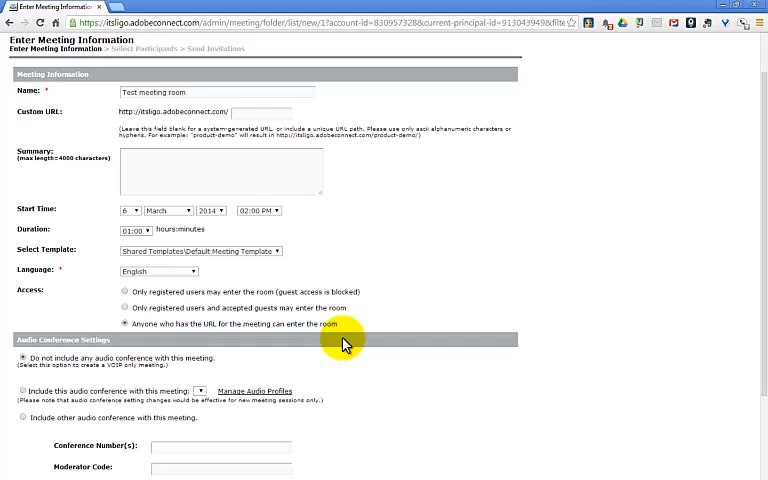 Enter Meeting Information
https://itsligo.adobeconnect.com/admin/meeting/folder/list/new/1?account-id=830957328&current-principal-id=913043949&filte
Enter Meeting Information
Enter Meeting Information > Select Participants > Send Invitations
Meeting Information
Name: * Test meeting room
Custom URL: http://itsligo.adobeconnect.com/
(Leave this field blank for a system-generated URL, or include a unique URL path. Please use only ascii alphanumeric characters or
hyphens. For example: "product-demo" will result in http://itsligo.adobeconnect.com/product-demo/)
Summary:
(max length=4000 characters)
Start Time: 6 March 2014 02:00 PM
Duration: 01:00 hours:minutes
Select Template: Shared Templates\Default Meeting Template
Language: * English
Access: Only registered users may enter the room (guest access is blocked)
Only registered users and accepted guests may enter the room
Anyone who has the URL for the meeting can enter the room
Audio Conference Settings
Do not include any audio conference with this meeting.
(Select this option to create a VOIP only meeting.)
Include this audio conference with this meeting: Manage Audio Profiles
(Please note that audio conference setting changes would be effective for new meeting sessions only.)
Include other audio conference with this meeting.
Conference Number(s):
Moderator Code: